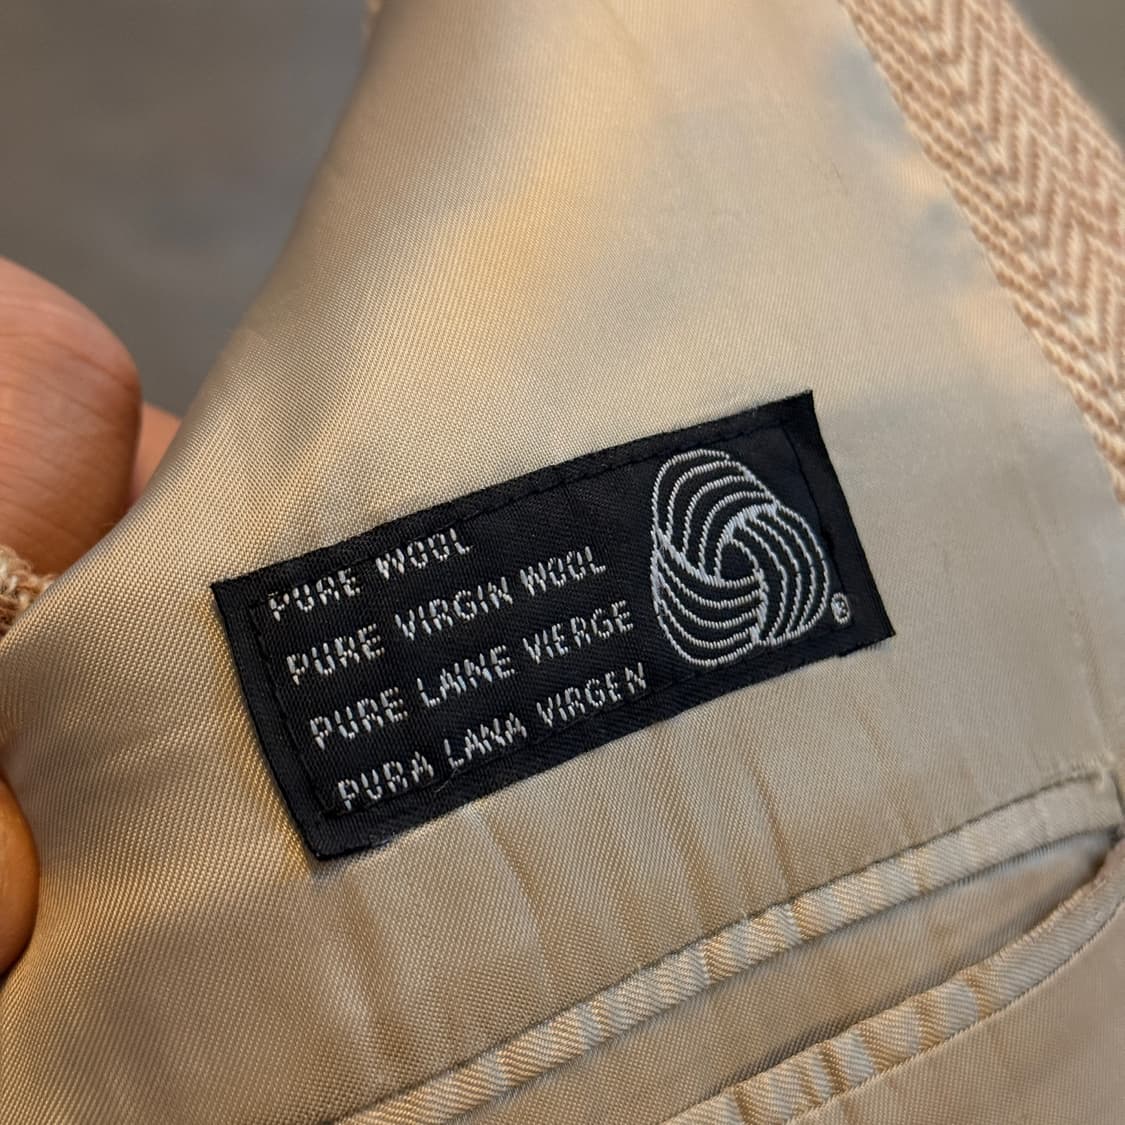 PURE WOOL
PURE VIRGIN WOOL
PURE LAINE VIERGE
PURA LANA VIRGEN
®